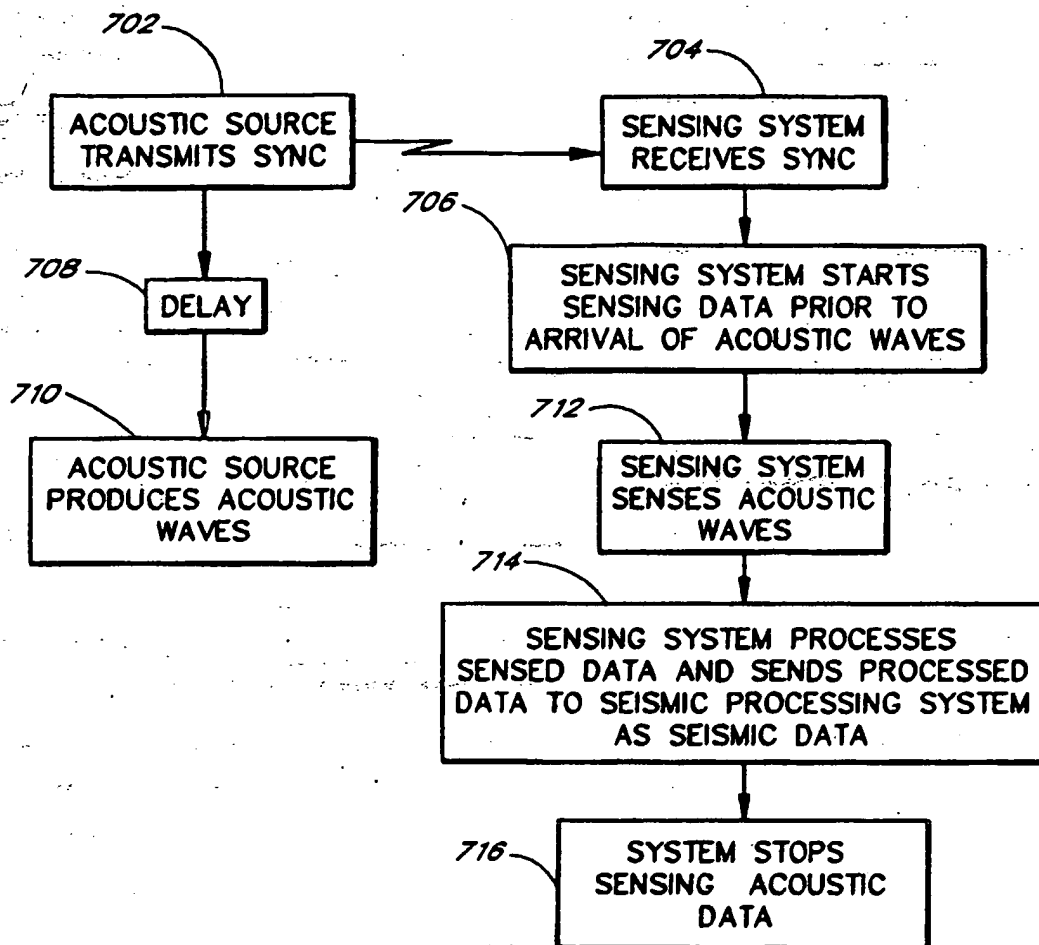 702
ACOUSTIC SOURCE
TRANSMITS SYNC
704
SENSING SYSTEM
RECEIVES SYNC
706
SENSING SYSTEM STARTS
SENSING DATA PRIOR TO
ARRIVAL OF ACOUSTIC WAVES
708
DELAY
710
ACOUSTIC SOURCE
PRODUCES ACOUSTIC
WAVES
712
SENSING SYSTEM
SENSES ACOUSTIC
WAVES
714
SENSING SYSTEM PROCESSES
SENSED DATA AND SENDS PROCESSED
DATA TO SEISMIC PROCESSING SYSTEM
AS SEISMIC DATA
716
SYSTEM STOPS
SENSING ACOUSTIC
DATA